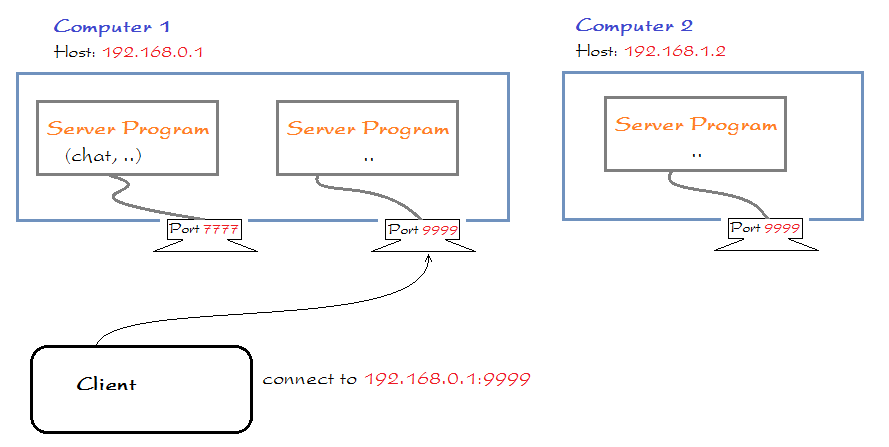 Computer 1
Host: 192.168.0.1
Server Program
(chat, ..)
Server Program
..
Port 7777
Port 9999
Computer 2
Host: 192.168.1.2
Server Program
..
Port 9999
Client
connect to 192.168.0.1:9999